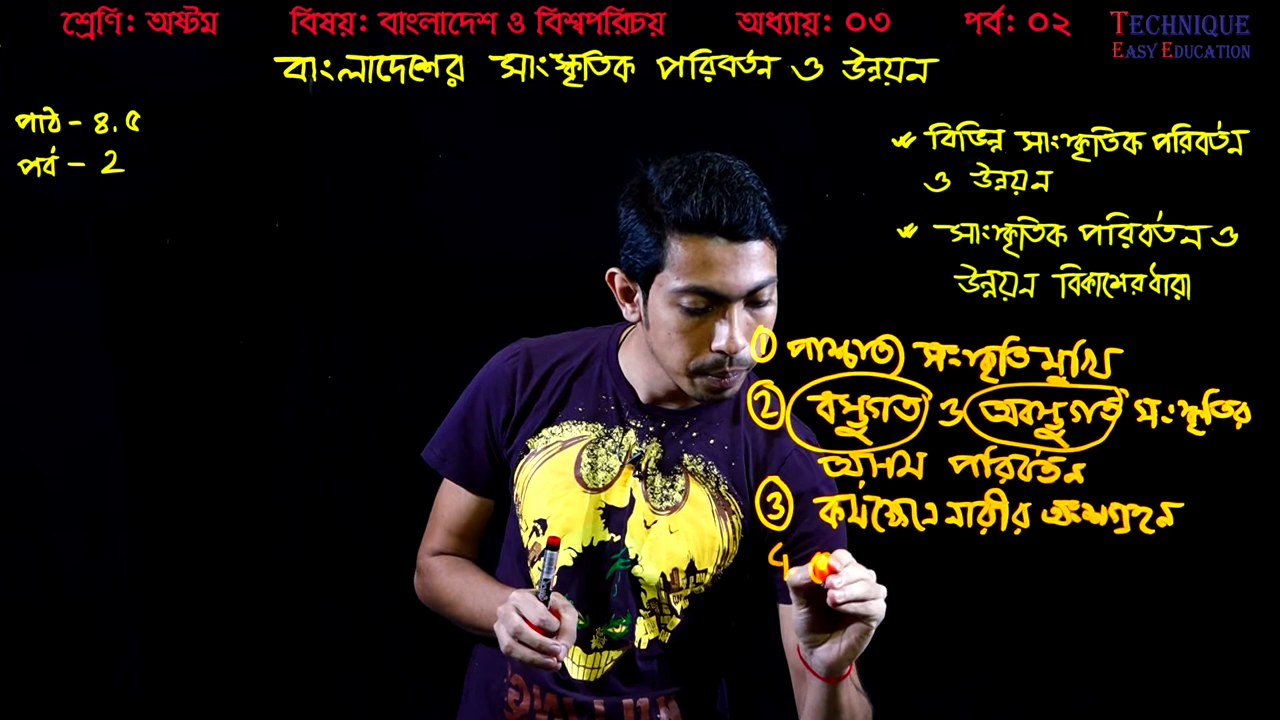 শ্রেণি: অষ্টম বিষয়: বাংলাদেশ ও বিশ্বপরিচয় অধ্যায়: ০৩ পর্ব: ০২
TECHNIQUE
EASY EDUCATION
বাংলাদেশের সাংস্কৃতিক পরিবর্তন ও উন্নয়ন
পাঠ - ৪.৫
পর্ব - 2
বিভিন্ন সাংস্কৃতিক পরিবর্তন
ও উন্নয়ন
সাংস্কৃতিক পরিবর্তন ও
উন্নয়ন বিকাশের ধারা
1 পাশ্চাত্য সংস্কৃতি মুখি
2 বস্তুগত ও অবস্তুগত সংস্কৃতির
অসম পরিবর্তন
3 কর্মক্ষেত্রে নারীর অংশগ্রহন
4